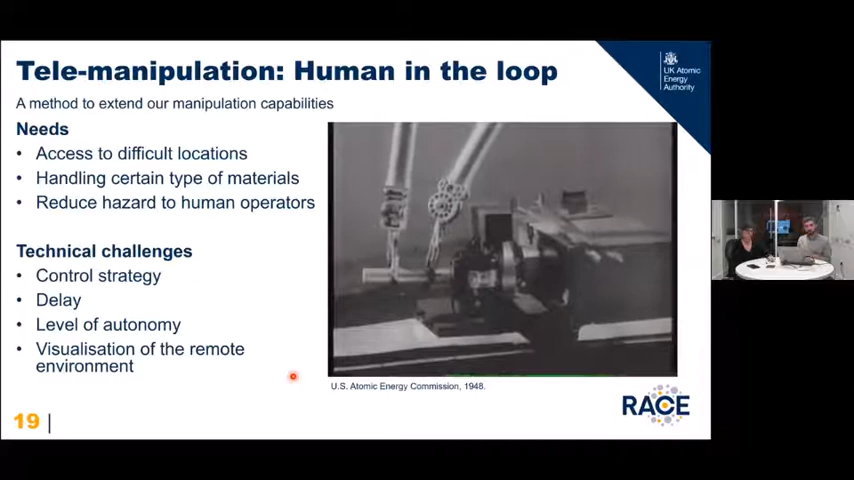 Tele-manipulation: Human in the loop
A method to extend our manipulation capabilities
Needs
• Access to difficult locations
• Handling certain type of materials
• Reduce hazard to human operators
Technical challenges
• Control strategy
• Delay
• Level of autonomy
• Visualisation of the remote
environment
U.S. Atomic Energy Commission, 1948.
UK Atomic
Energy
Authority
RACE
19